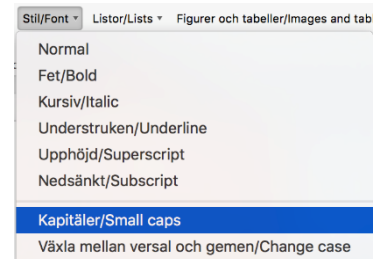 Stil/Font Listor/Lists Figurer och tabeller/Images and tab
Normal
Fet/Bold
Kursiv/Italic
Understruken/Underline
Upphöjd/Superscript
Nedsänkt/Subscript
Kapitäler/Small caps
Växla mellan versal och gemen/Change case